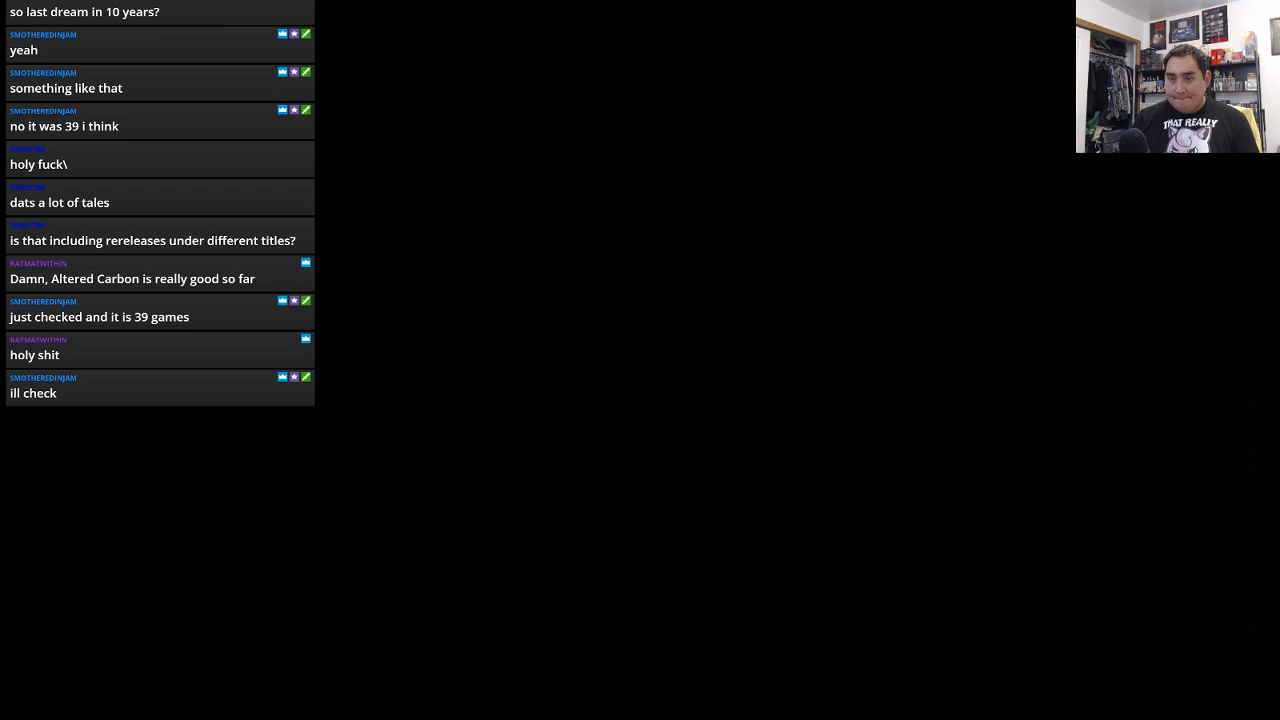 so last dream in 10 years?
SMOTHEREDINJAM
yeah
SMOTHEREDINJAM
something like that
SMOTHEREDINJAM
no it was 39 i think
holy fuck\
dats a lot of tales
is that including rereleases under different titles?
RATMATWITHIN
Damn, Altered Carbon is really good so far
SMOTHEREDINJAM
just checked and it is 39 games
RATMATWITHIN
holy shit
SMOTHEREDINJAM
ill check
THAT REALLY